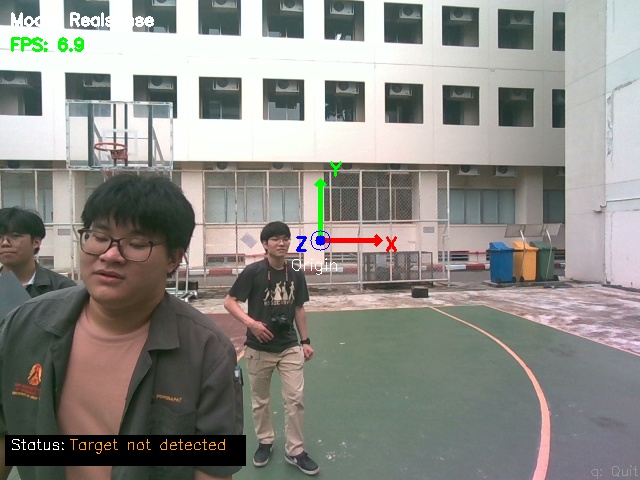 Mode: Realsense
FPS: 6.9
Y
Z
X
Origin
Status: Target not detected
q: Quit